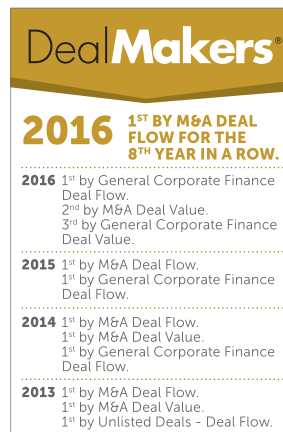 DealMakers®
2016 1ST BY M&A DEAL
FLOW FOR THE
8TH YEAR IN A ROW.
2016 1st by General Corporate Finance
Deal Flow.
2nd by M&A Deal Value.
3rd by General Corporate Finance
Deal Value.
2015 1st by M&A Deal Flow.
1st by General Corporate Finance
Deal Flow.
2014 1st by M&A Deal Flow.
1st by M&A Deal Value.
1st by General Corporate Finance
Deal Flow.
2013 1st by M&A Deal Flow.
1st by M&A Deal Value.
1st by Unlisted Deals - Deal Flow.